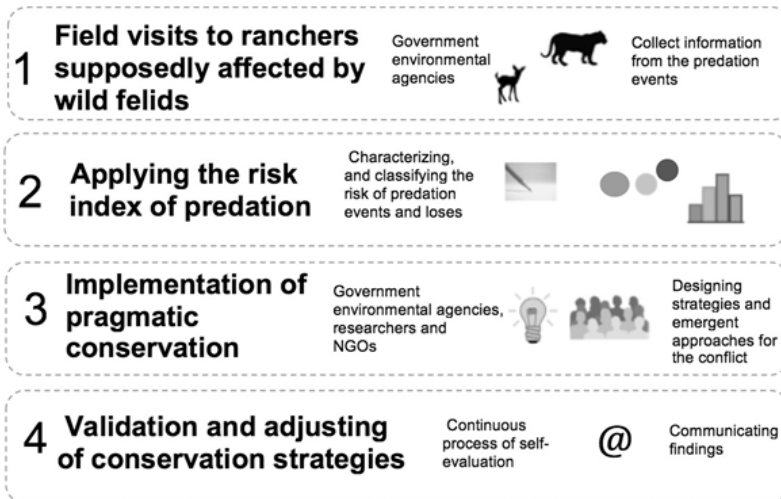 1
Field visits to ranchers
supposedly affected by
wild felids
Government
environmental
agencies
Collect information
from the predation
events
2
Applying the risk
index of predation
Characterizing,
and classifying the
risk of predation
events and loses
3
Implementation of
pragmatic
conservation
Government
environmental agencies,
researchers and
NGOs
Designing
strategies and
emergent
approaches for
the conflict
4
Validation and adjusting
of conservation strategies
Continuous
process of self-
evaluation
@
Communicating
findings